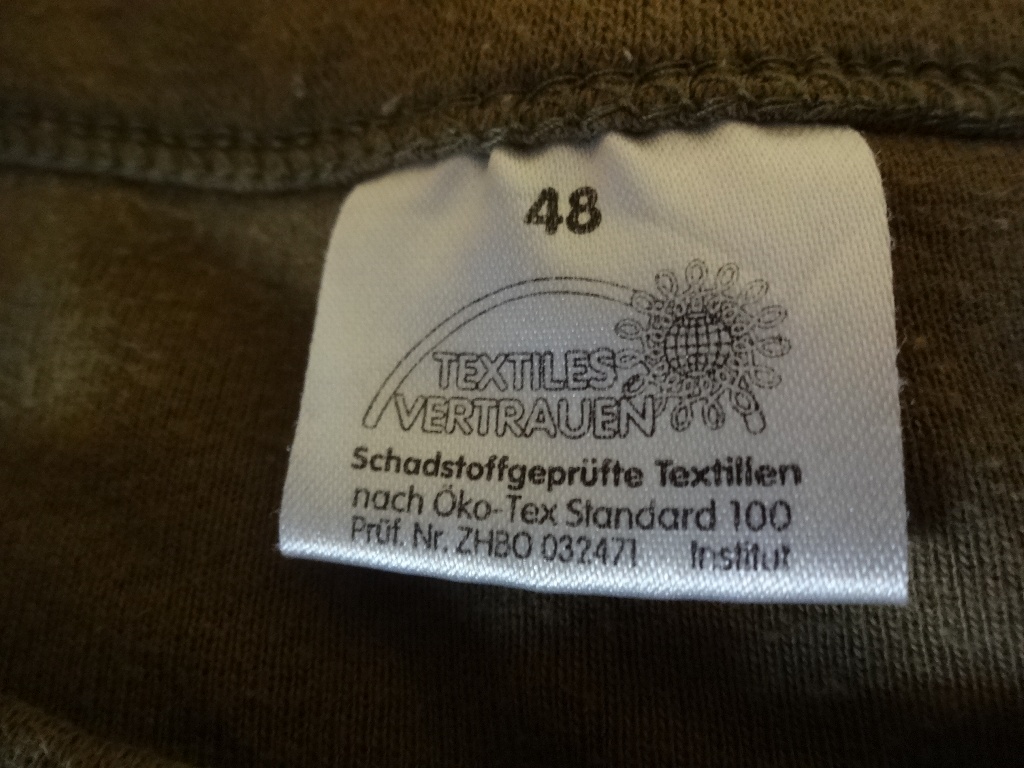 48
TEXTILES
VERTRAUEN
Schadstoffgeprüfte Textilien
nach Öko-Tex Standard 100
Prüf. Nr. ZHBO 032471 Institut